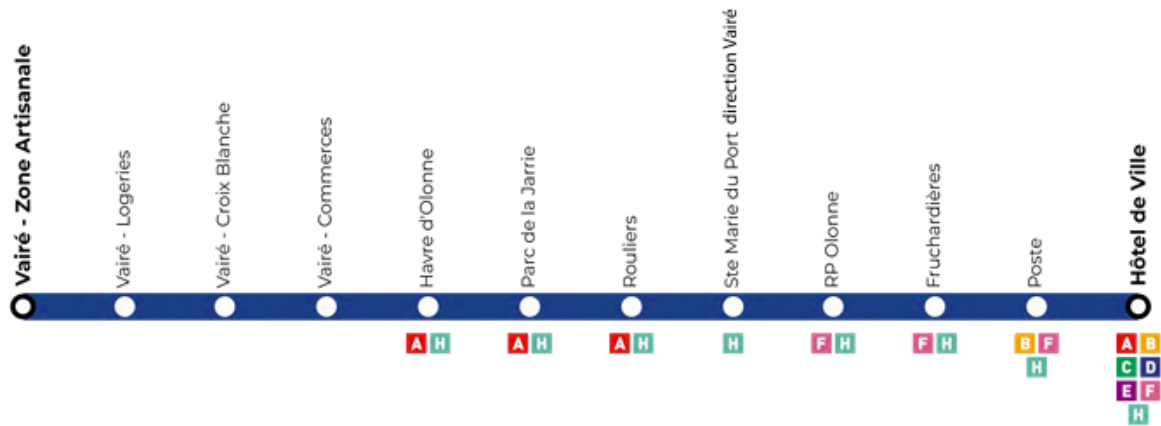 Vairé - Zone Artisanale
Vairé - Logeries
Vairé - Croix Blanche
Vairé - Commerces
Havre d'Olonne
Parc de la Jarrie
Rouliers
Ste Marie du Port direction Vairé
RP Olonne
Fruchardières
Poste
Hôtel de Ville
A H
A H
A H
H
F H
F H
B F
H
A B
C D
E F
H